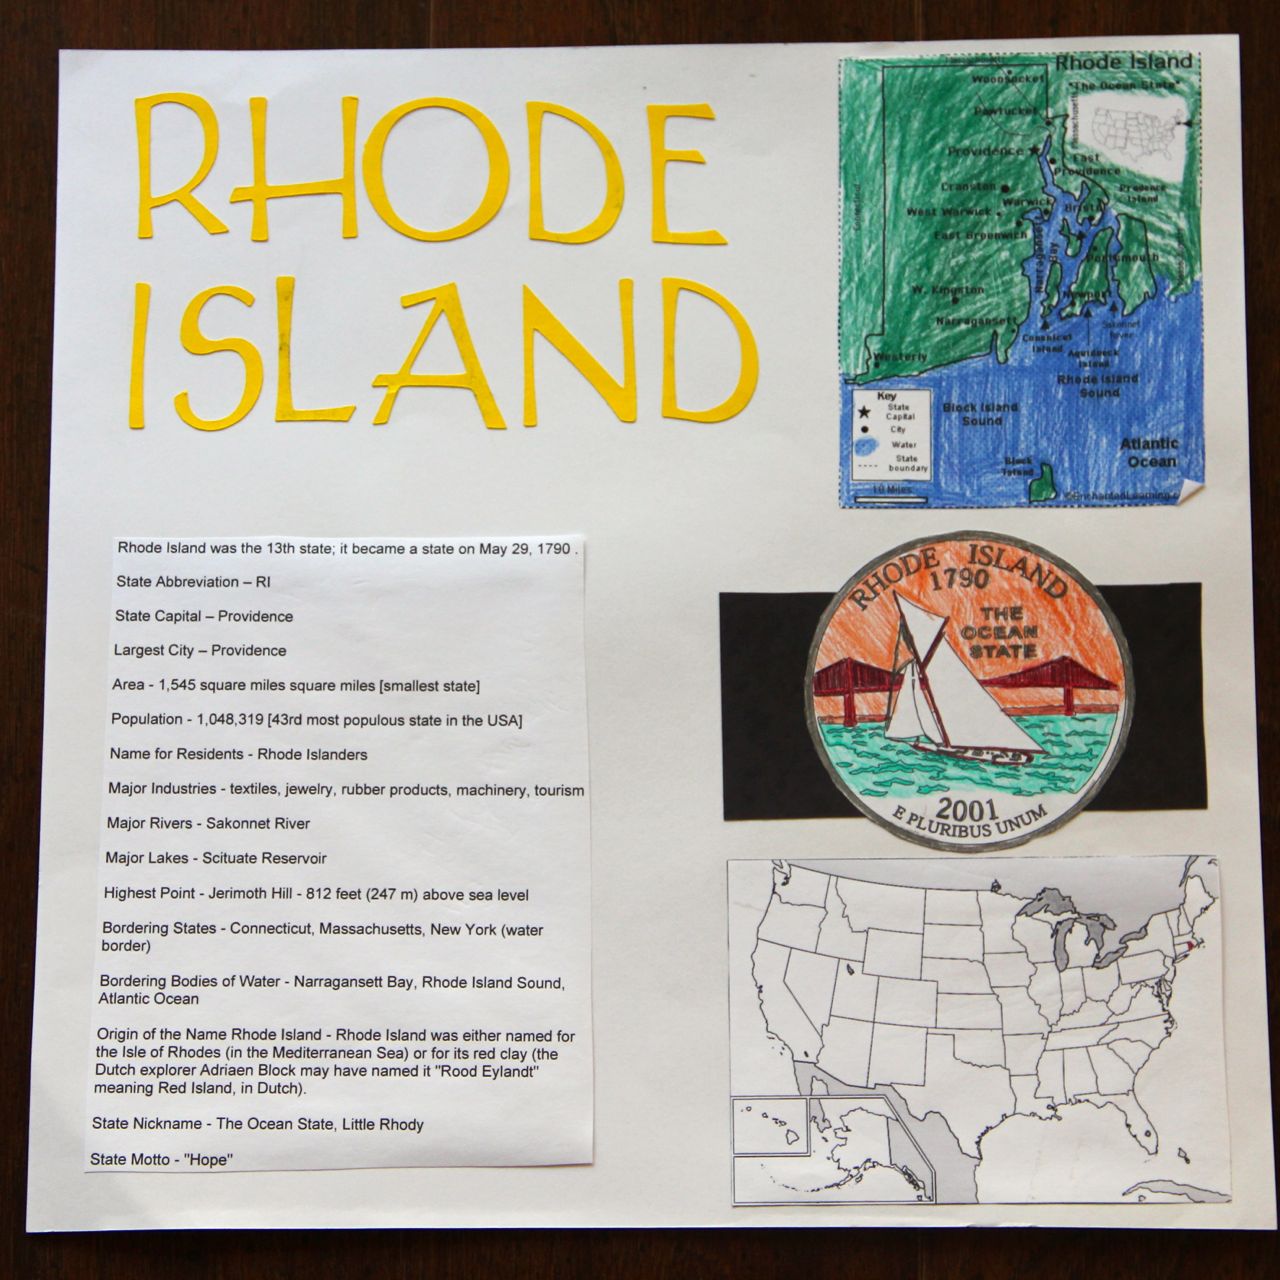 RHODE
ISLAND
Rhode Island
"The Ocean State"
Woonsocket
Pawtucket
Massachusetts
Providence
East
Providence
Cranston
Prudence
Island
Warwick
Bristol
West Warwick
East Greenwich
Narragansett
Bay
Portsmouth
W. Kingston
Newport
Narragansett
Sakonnet
River
Conanicut
Island
Aquidneck
Island
Westerly
Rhode Island
Sound
Key
State
Capital
City
Water
State
boundary
10 Miles
Block Island
Sound
Atlantic
Ocean
Block
Island
©EnchantedLearning.c
Rhode Island was the 13th state; it became a state on May 29, 1790 .
State Abbreviation – RI
State Capital – Providence
Largest City – Providence
Area - 1,545 square miles square miles [smallest state]
Population - 1,048,319 [43rd most populous state in the USA]
Name for Residents - Rhode Islanders
Major Industries - textiles, jewelry, rubber products, machinery, tourism
Major Rivers - Sakonnet River
Major Lakes - Scituate Reservoir
Highest Point - Jerimoth Hill - 812 feet (247 m) above sea level
Bordering States - Connecticut, Massachusetts, New York (water
border)
Bordering Bodies of Water - Narragansett Bay, Rhode Island Sound,
Atlantic Ocean
Origin of the Name Rhode Island - Rhode Island was either named for
the Isle of Rhodes (in the Mediterranean Sea) or for its red clay (the
Dutch explorer Adriaen Block may have named it "Rood Eylandt"
meaning Red Island, in Dutch).
State Nickname - The Ocean State, Little Rhody
State Motto - "Hope"
RHODE ISLAND
1790
THE
OCEAN
STATE
2001
E PLURIBUS UNUM